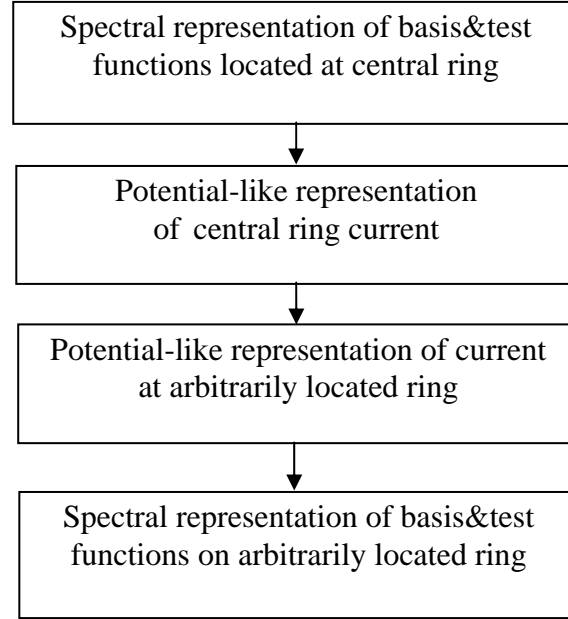 Spectral representation of basis&test
functions located at central ring
Potential-like representation
of central ring current
Potential-like representation of current
at arbitrarily located ring
Spectral representation of basis&test
functions on arbitrarily located ring